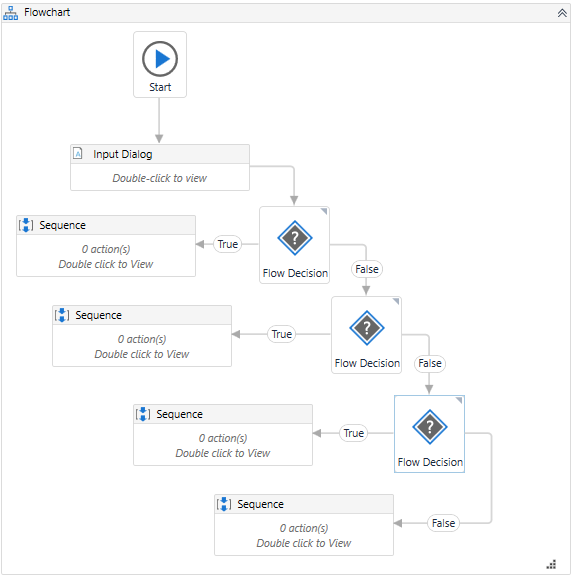 Flowchart
Start
Input Dialog
Double-click to view
Sequence
0 action(s)
Double click to View
True
?
Flow Decision
False
Sequence
0 action(s)
Double click to View
True
?
Flow Decision
False
Sequence
0 action(s)
Double click to View
True
?
Flow Decision
Sequence
0 action(s)
Double click to View
False